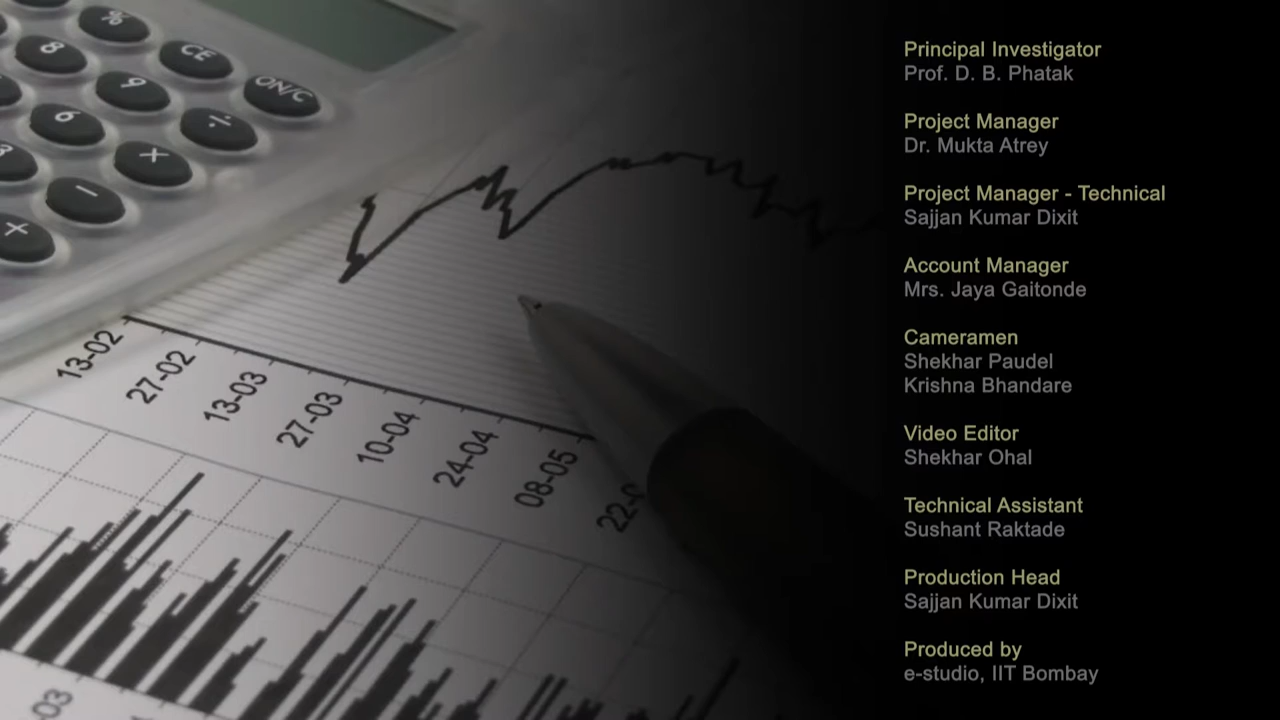 %
8
CE
9
ON/C
6
÷
3
×
−
+
13-02
27-02
13-03
27-03
10-04
24-04
08-05
-03
Principal Investigator
Prof. D. B. Phatak
Project Manager
Dr. Mukta Atrey
Project Manager - Technical
Sajjan Kumar Dixit
Account Manager
Mrs. Jaya Gaitonde
Cameramen
Shekhar Paudel
Krishna Bhandare
Video Editor
Shekhar Ohal
Technical Assistant
Sushant Raktade
Production Head
Sajjan Kumar Dixit
Produced by
e-studio, IIT Bombay